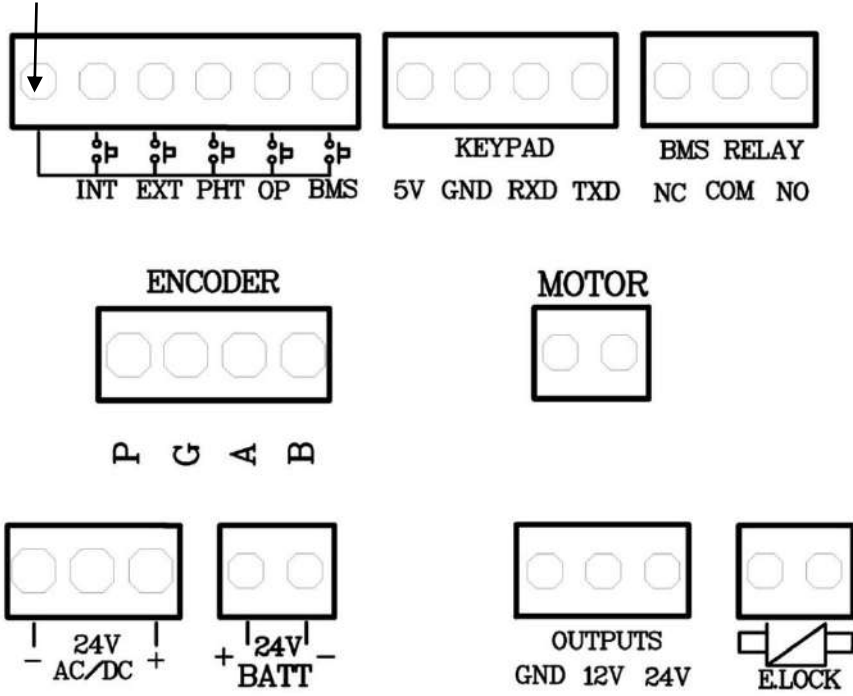 KEYPAD
BMS RELAY
INT EXT PHT OP BMS
5V GND RXD TXD
NC COM NO
ENCODER
MOTOR
P G A B
- 24V +
AC/DC
+ 24V -
BATT
OUTPUTS
GND 12V 24V
E.LOCK